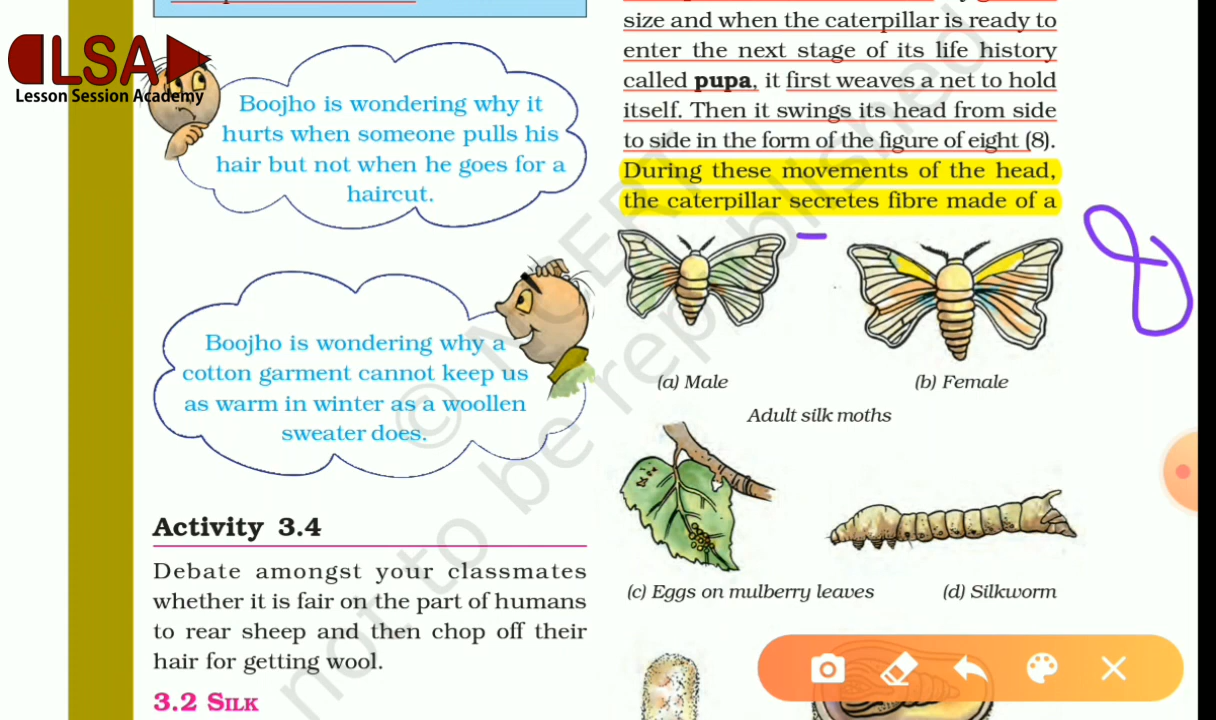 LSA
Lesson Session Academy
Boojho is wondering why it
hurts when someone pulls his
hair but not when he goes for a
haircut.
Boojho is wondering why a
cotton garment cannot keep us
as warm in winter as a woollen
sweater does.
Activity 3.4
Debate amongst your classmates
whether it is fair on the part of humans
to rear sheep and then chop off their
hair for getting wool.
3.2 SILK
size and when the caterpillar is ready to
enter the next stage of its life history
called pupa, it first weaves a net to hold
itself. Then it swings its head from side
to side in the form of the figure of eight (8).
During these movements of the head,
the caterpillar secretes fibre made of a
8
(a) Male
(b) Female
Adult silk moths
(c) Eggs on mulberry leaves
(d) Silkworm
© NCERT
not to be republished